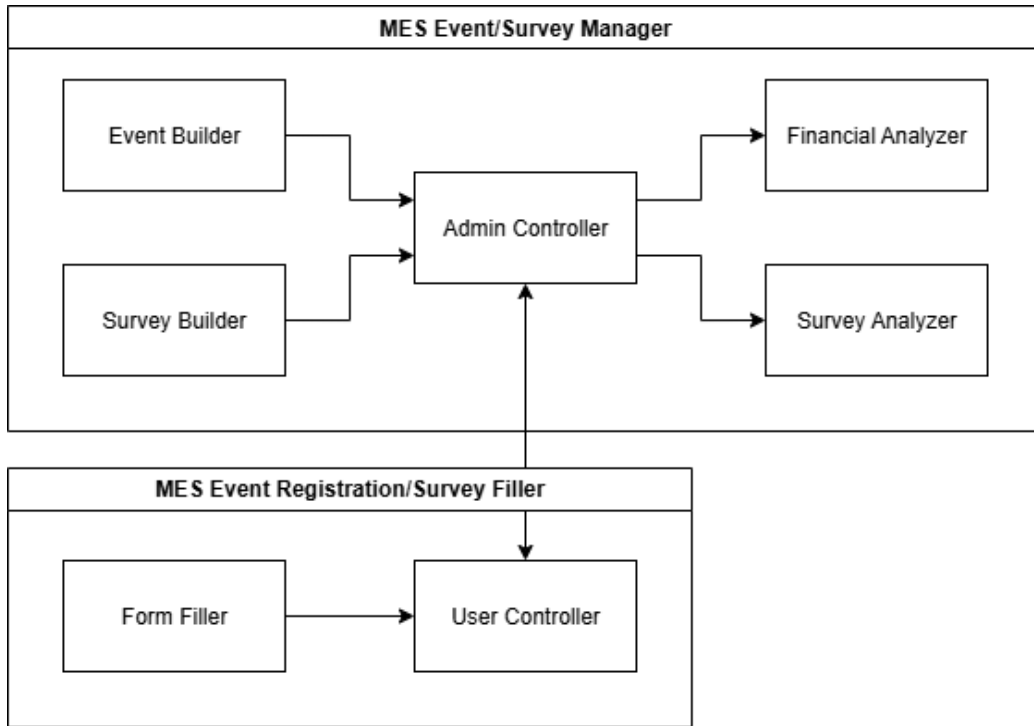 MES Event/Survey Manager
Event Builder
Financial Analyzer
Admin Controller
Survey Builder
Survey Analyzer
MES Event Registration/Survey Filler
Form Filler
User Controller